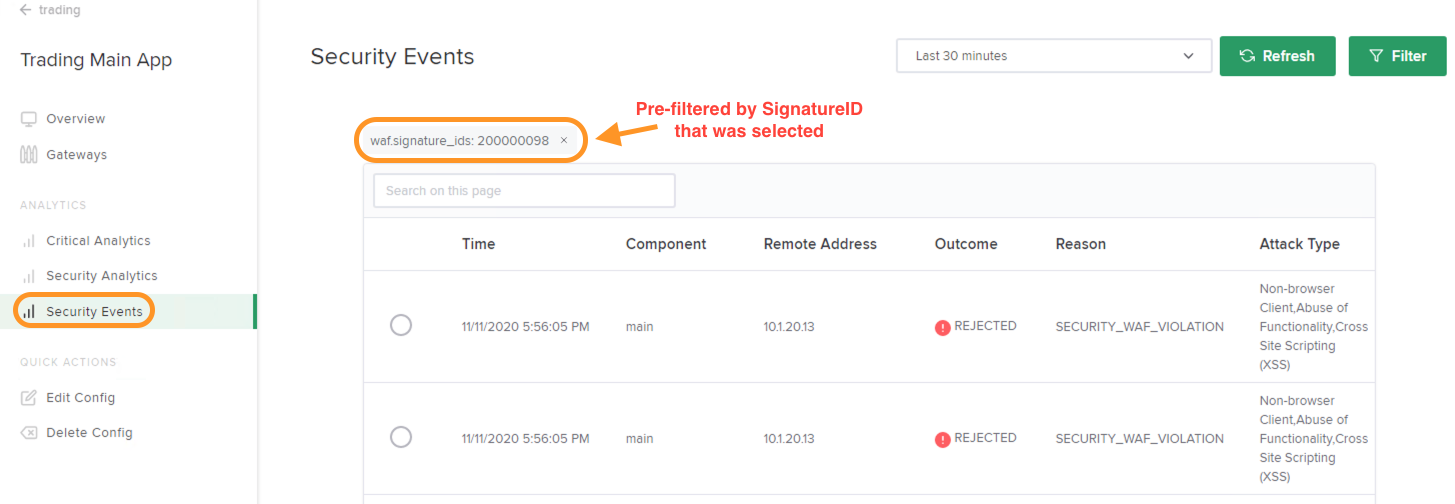 trading
Trading Main App
Overview
Gateways
ANALYTICS
Critical Analytics
Security Analytics
Security Events
QUICK ACTIONS
Edit Config
Delete Config
Security Events
Last 30 minutes
Refresh
Filter
Pre-filtered by SignatureID
that was selected
waf.signature_ids: 200000098 ×
Search on this page
Time Component Remote Address Outcome Reason Attack Type
11/11/2020 5:56:05 PM main 10.1.20.13 REJECTED SECURITY_WAF_VIOLATION
Non-browser
Client,Abuse of
Functionality,Cross
Site Scripting
(XSS)
11/11/2020 5:56:05 PM main 10.1.20.13 REJECTED SECURITY_WAF_VIOLATION
Non-browser
Client,Abuse of
Functionality,Cross
Site Scripting
(XSS)